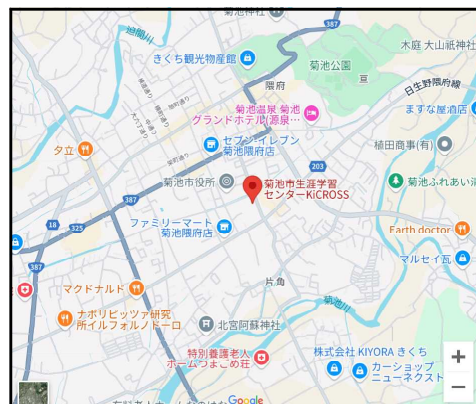 菊池神社
387
迫間川
木庭 大山祇神社
きくち観光物産館
菊池公園
隈府
日生野隈府線
菊池温泉 菊池
グランドホテル(源泉…
ますな屋酒店
セブン-イレブン
菊池隈府店
植田商事(有)
夕立
203
菊池市役所
菊池市生涯学習
センターKiCROSS
菊池ふれあい清
387
18
325
ファミリーマート
菊池隈府店
Earth doctor
マルセイ瓦
387
片角
マクドナルド
菊池川
ナポリピッツァ研究
所イルフォルノドーロ
北宮阿蘇神社
特別養護老人
ホームつまごめ荘
株式会社 KIYORA きくち
カーショップ
ニューネクスト
+
−
Google